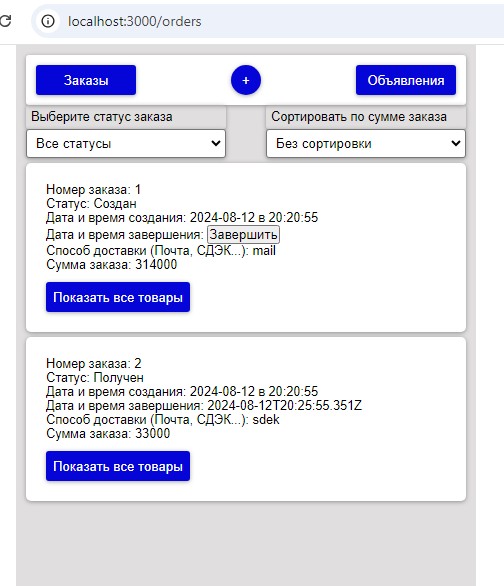 localhost:3000/orders
Заказы + Объявления
Выберите статус заказа Сортировать по сумме заказа
Все статусы Без сортировки
Номер заказа: 1
Статус: Создан
Дата и время создания: 2024-08-12 в 20:20:55
Дата и время завершения: Завершить
Способ доставки (Почта, СДЭК...): mail
Сумма заказа: 314000
Показать все товары
Номер заказа: 2
Статус: Получен
Дата и время создания: 2024-08-12 в 20:20:55
Дата и время завершения: 2024-08-12T20:25:55.351Z
Способ доставки (Почта, СДЭК...): sdek
Сумма заказа: 33000
Показать все товары